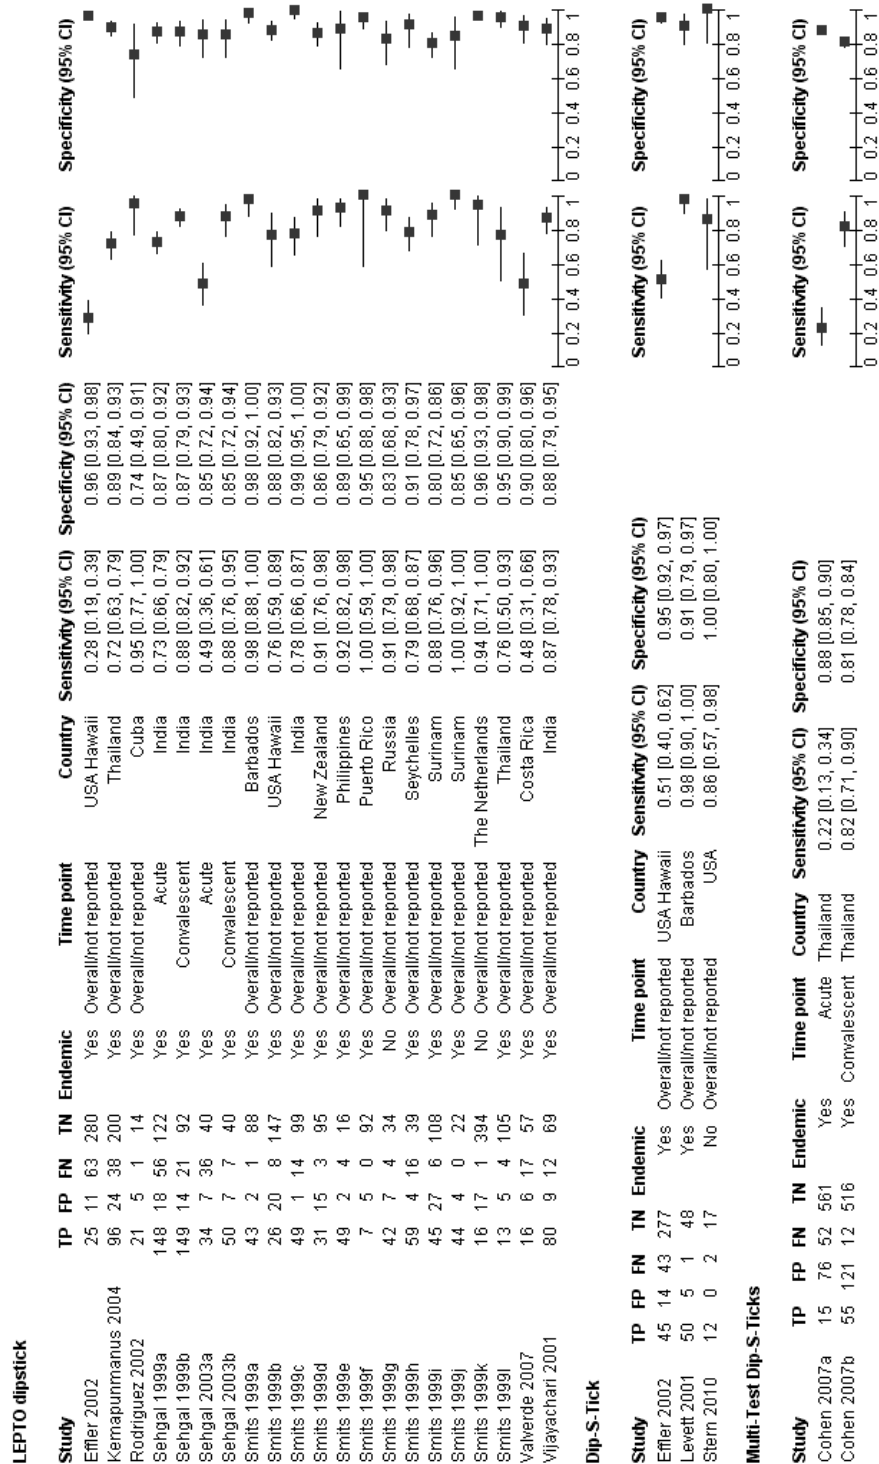 LEPTO dipstick
Study TP FP FN TN Endemic Time point Country Sensitivity (95% CI) Specificity (95% CI) Sensitivity (95% CI) Specificity (95% CI)
Effler 2002 25 11 63 280 Yes Overall/not reported USA Hawaii 0.28 [0.19, 0.39] 0.96 [0.93, 0.98]
Kemapunmanus 2004 96 24 38 200 Yes Overall/not reported Thailand 0.72 [0.63, 0.79] 0.89 [0.84, 0.93]
Rodriguez 2002 21 5 1 14 Yes Overall/not reported Cuba 0.95 [0.77, 1.00] 0.74 [0.49, 0.91]
Sehgal 1999a 148 18 56 122 Yes Acute India 0.73 [0.66, 0.79] 0.87 [0.80, 0.92]
Sehgal 1999b 149 14 21 92 Yes Convalescent India 0.88 [0.82, 0.92] 0.87 [0.79, 0.93]
Sehgal 2003a 34 7 36 40 Yes Acute India 0.49 [0.36, 0.61] 0.85 [0.72, 0.94]
Sehgal 2003b 50 7 7 40 Yes Convalescent India 0.88 [0.76, 0.95] 0.85 [0.72, 0.94]
Smits 1999a 43 2 1 88 Yes Overall/not reported Barbados 0.98 [0.88, 1.00] 0.98 [0.92, 1.00]
Smits 1999b 26 20 8 147 Yes Overall/not reported USA Hawaii 0.76 [0.59, 0.89] 0.88 [0.82, 0.93]
Smits 1999c 49 1 14 99 Yes Overall/not reported India 0.78 [0.66, 0.87] 0.99 [0.95, 1.00]
Smits 1999d 31 15 3 95 Yes Overall/not reported New Zealand 0.91 [0.76, 0.98] 0.86 [0.79, 0.92]
Smits 1999e 49 2 4 16 Yes Overall/not reported Philippines 0.92 [0.82, 0.98] 0.89 [0.65, 0.99]
Smits 1999f 7 5 0 92 Yes Overall/not reported Puerto Rico 1.00 [0.59, 1.00] 0.95 [0.88, 0.98]
Smits 1999g 42 7 4 34 No Overall/not reported Russia 0.91 [0.79, 0.98] 0.83 [0.68, 0.93]
Smits 1999h 59 4 16 39 Yes Overall/not reported Seychelles 0.79 [0.68, 0.87] 0.91 [0.78, 0.97]
Smits 1999i 45 27 6 108 Yes Overall/not reported Surinam 0.88 [0.76, 0.96] 0.80 [0.72, 0.86]
Smits 1999j 44 4 0 22 Yes Overall/not reported Surinam 1.00 [0.92, 1.00] 0.85 [0.65, 0.96]
Smits 1999k 16 17 1 394 No Overall/not reported The Netherlands 0.94 [0.71, 1.00] 0.96 [0.93, 0.98]
Smits 1999l 13 5 4 105 Yes Overall/not reported Thailand 0.76 [0.50, 0.93] 0.95 [0.90, 0.99]
Valverde 2007 16 6 17 57 Yes Overall/not reported Costa Rica 0.48 [0.31, 0.66] 0.90 [0.80, 0.96]
Vijayachari 2001 80 9 12 69 Yes Overall/not reported India 0.87 [0.78, 0.93] 0.88 [0.79, 0.95]
0 0.2 0.4 0.6 0.8 1 0 0.2 0.4 0.6 0.8 1
Dip-S-Tick
Study TP FP FN TN Endemic Time point Country Sensitivity (95% CI) Specificity (95% CI) Sensitivity (95% CI) Specificity (95% CI)
Effler 2002 45 14 43 277 Yes Overall/not reported USA Hawaii 0.51 [0.40, 0.62] 0.95 [0.92, 0.97]
Levett 2001 50 5 1 48 Yes Overall/not reported Barbados 0.98 [0.90, 1.00] 0.91 [0.79, 0.97]
Stern 2010 12 0 2 17 No Overall/not reported USA 0.86 [0.57, 0.98] 1.00 [0.80, 1.00]
0 0.2 0.4 0.6 0.8 1 0 0.2 0.4 0.6 0.8 1
Multi-Test Dip-S-Ticks
Study TP FP FN TN Endemic Time point Country Sensitivity (95% CI) Specificity (95% CI) Sensitivity (95% CI) Specificity (95% CI)
Cohen 2007a 15 76 52 561 Yes Acute Thailand 0.22 [0.13, 0.34] 0.88 [0.85, 0.90]
Cohen 2007b 55 121 12 516 Yes Convalescent Thailand 0.82 [0.71, 0.90] 0.81 [0.78, 0.84]
0 0.2 0.4 0.6 0.8 1 0 0.2 0.4 0.6 0.8 1